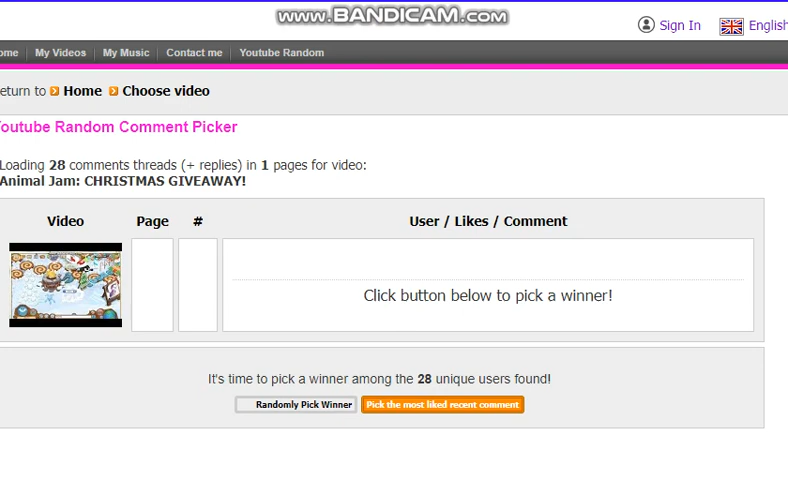 www.BANDICAM.com
Sign In
English
ome My Videos My Music Contact me Youtube Random
eturn to Home Choose video
outube Random Comment Picker
Loading 28 comments threads (+ replies) in 1 pages for video:
Animal Jam: CHRISTMAS GIVEAWAY!
Video Page # User / Likes / Comment
Click button below to pick a winner!
It's time to pick a winner among the 28 unique users found!
Randomly Pick Winner Pick the most liked recent comment